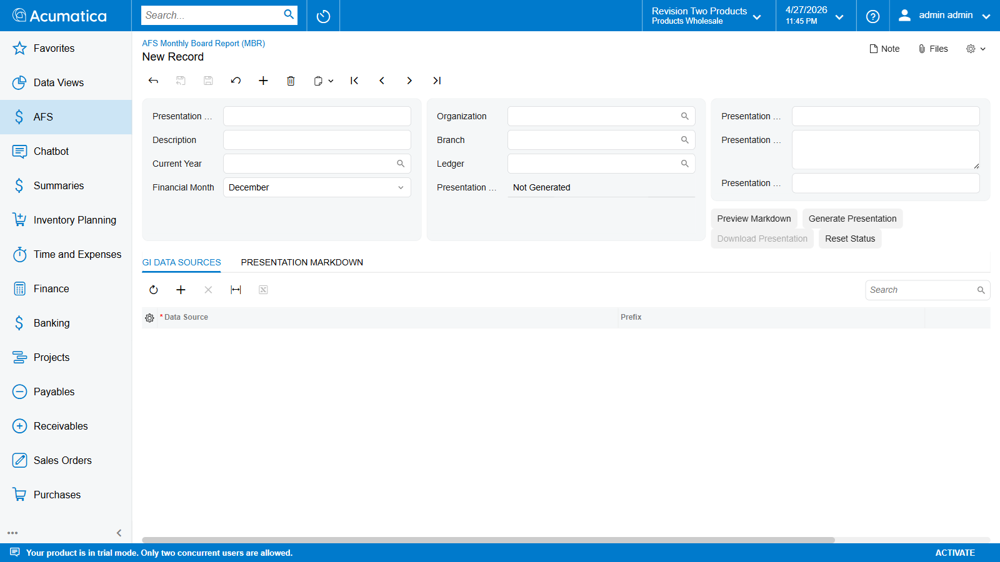 Acumatica
Search...
Revision Two Products
Products Wholesale
4/27/2026
11:45 PM
admin admin
Favorites
Data Views
AFS
Chatbot
Summaries
Inventory Planning
Time and Expenses
Finance
Banking
Projects
Payables
Receivables
Sales Orders
Purchases
AFS Monthly Board Report (MBR)
New Record
Note
Files
Presentation ...
Description
Current Year
Financial Month
December
Organization
Branch
Ledger
Presentation ...
Not Generated
Presentation ...
Presentation ...
Presentation ...
Preview Markdown
Generate Presentation
Download Presentation
Reset Status
GI DATA SOURCES
PRESENTATION MARKDOWN
Search
* Data Source
Prefix
Your product is in trial mode. Only two concurrent users are allowed.
ACTIVATE